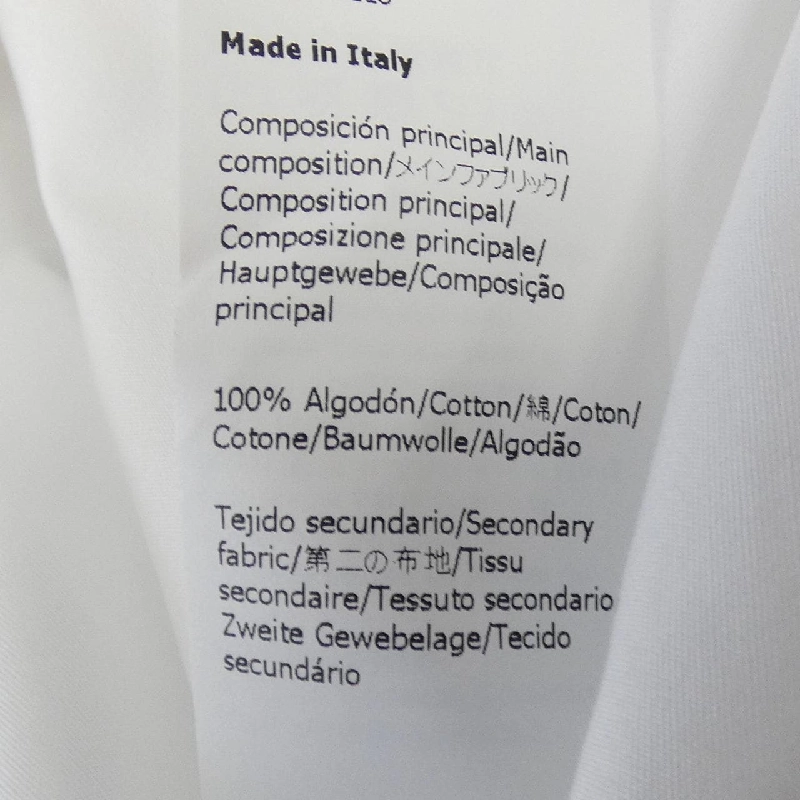 Made in Italy
Composición principal/Main
composition/メインファブリック/
Composition principal/
Composizione principale/
Hauptgewebe/Composição
principal
100% Algodón/Cotton/綿/Coton/
Cotone/Baumwolle/Algodão
Tejido secundario/Secondary
fabric/第二の布地/Tissu
secondaire/Tessuto secondario
Zweite Gewebelage/Tecido
secundário